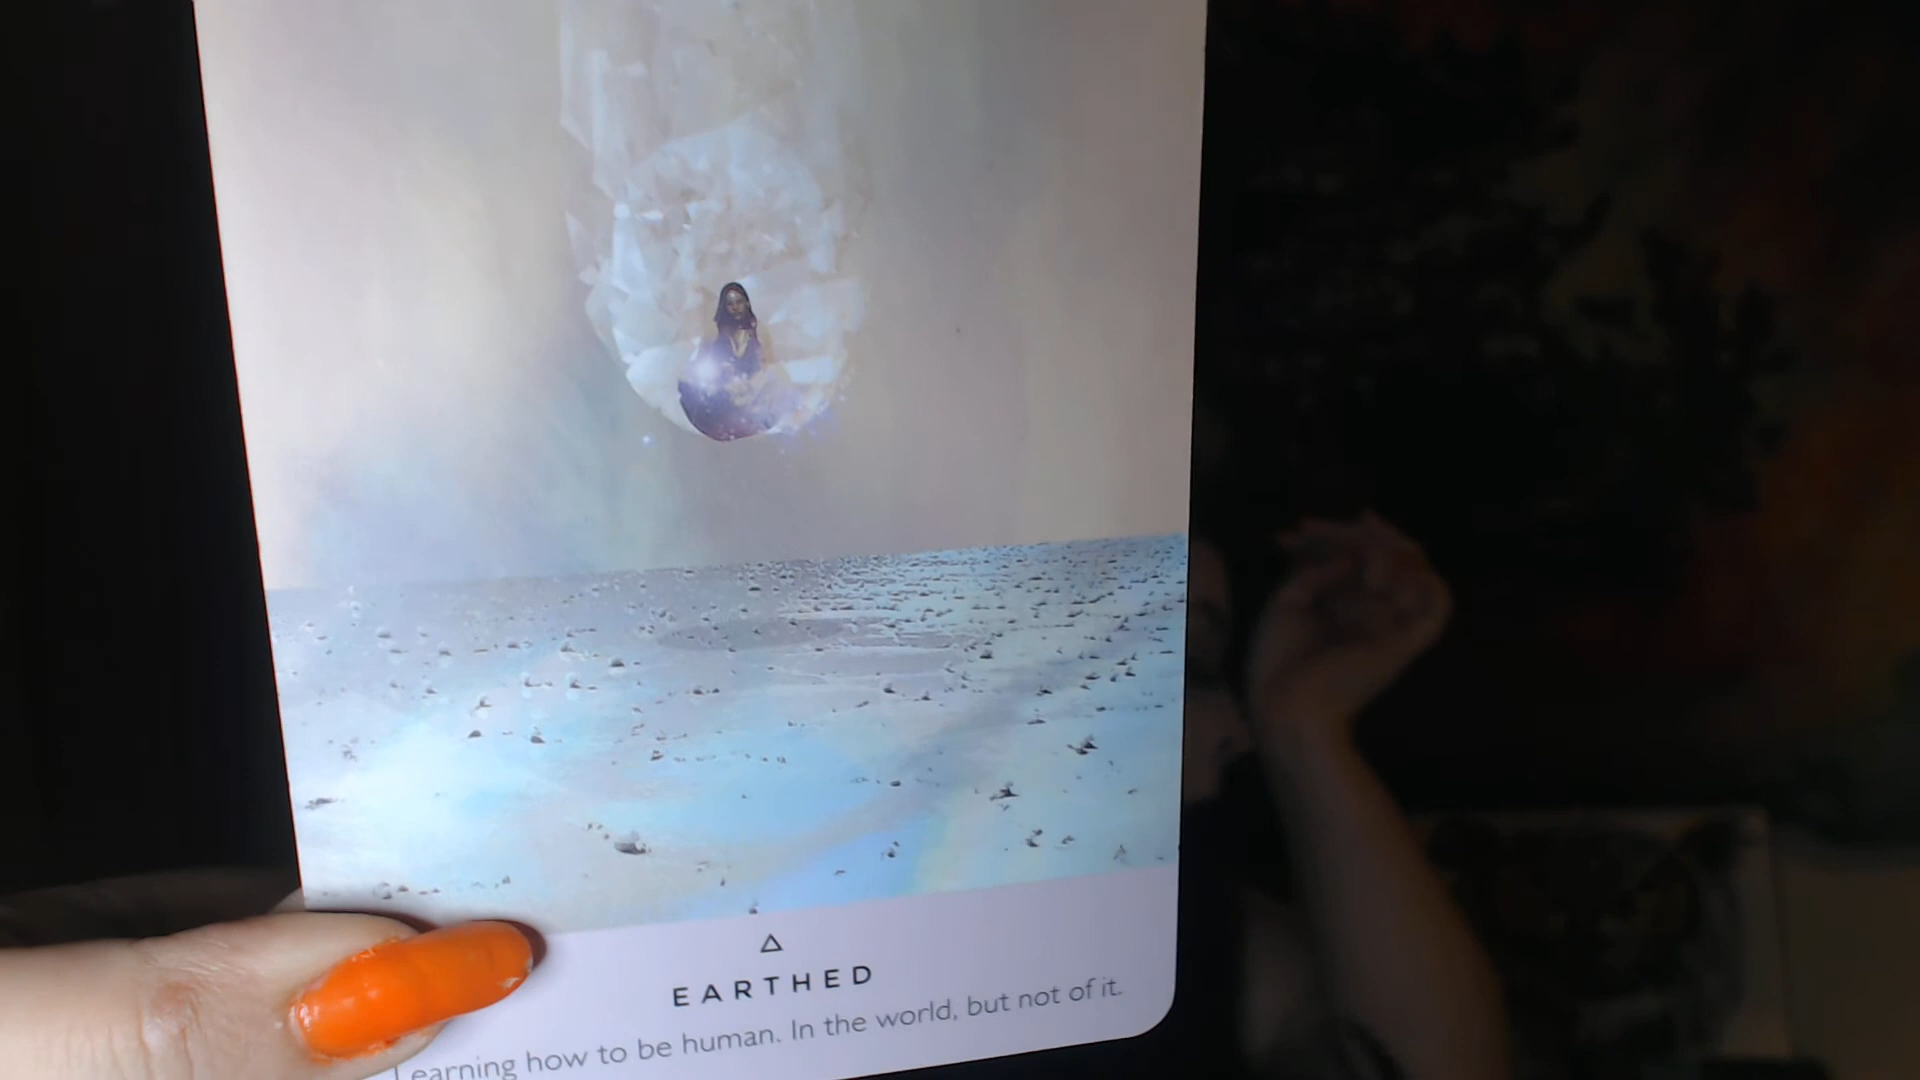 EARTHED
Learning how to be human. In the world, but not of it.